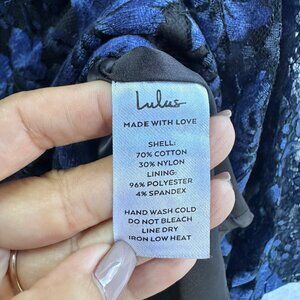 Lulus
MADE WITH LOVE
SHELL:
70% COTTON
30% NYLON
LINING:
96% POLYESTER
4% SPANDEX
HAND WASH COLD
DO NOT BLEACH
LINE DRY
IRON LOW HEAT